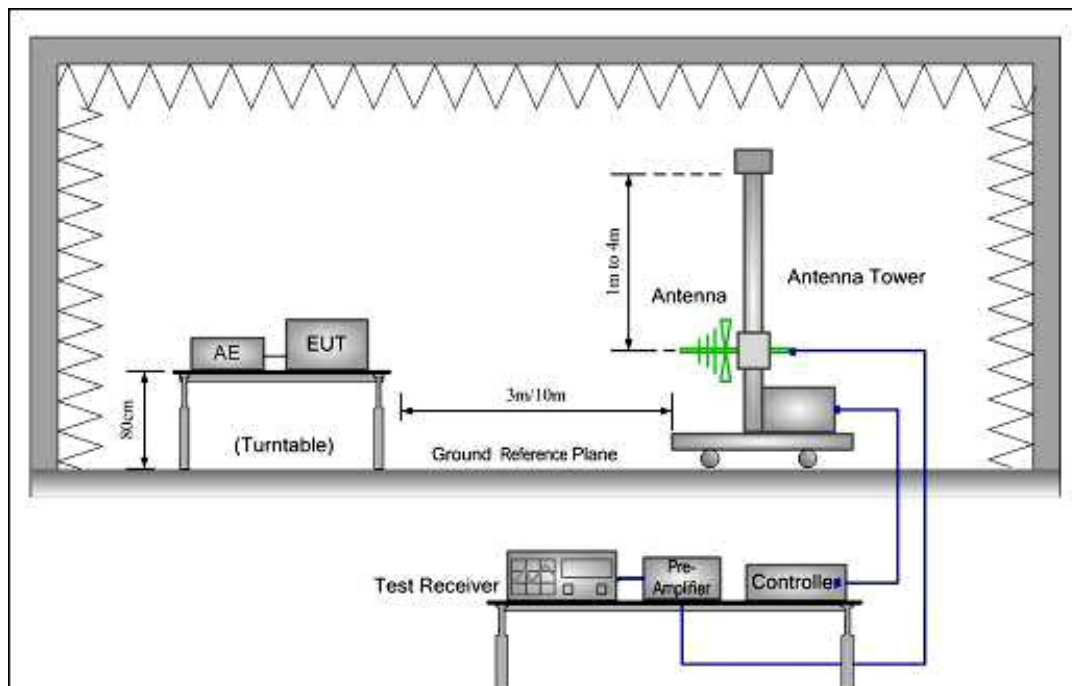 1m to 4m
Antenna Tower
Antenna
AE
EUT
80cm
3m/10m
(Turntable)
Ground Reference Plane
Test Receiver
Pre-
Amplifier
Controller